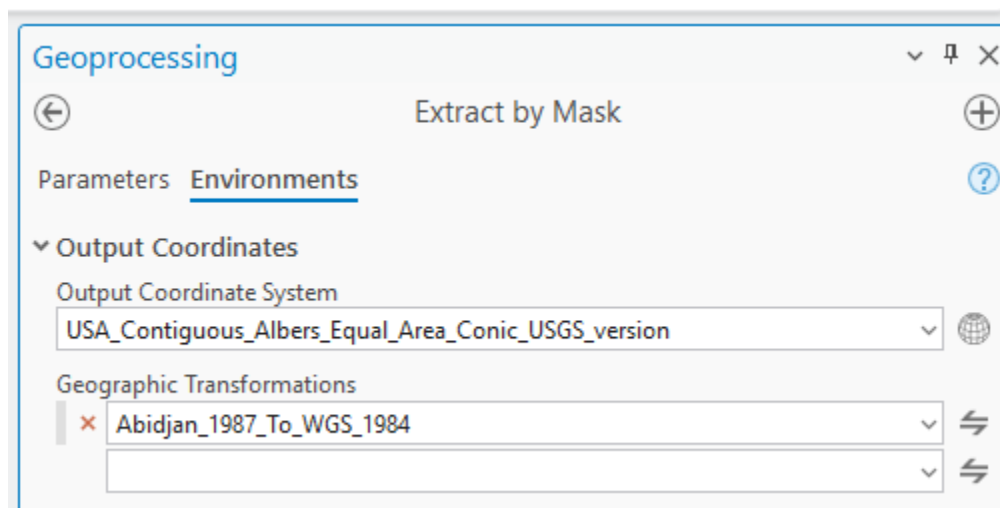 Geoprocessing
Extract by Mask
Parameters Environments
Output Coordinates
Output Coordinate System
USA_Contiguous_Albers_Equal_Area_Conic_USGS_version
Geographic Transformations
Abidjan_1987_To_WGS_1984